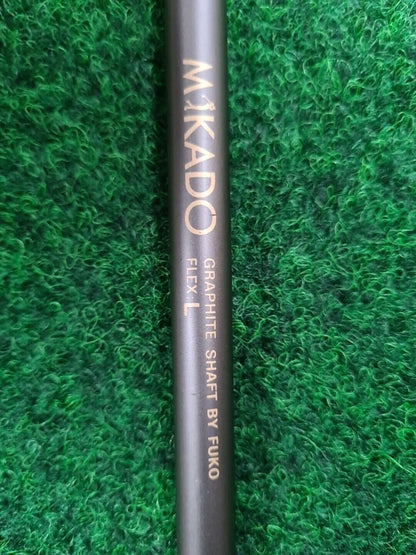 MIKADO
GRAPHITE SHAFT BY FUKO
FLEX: L